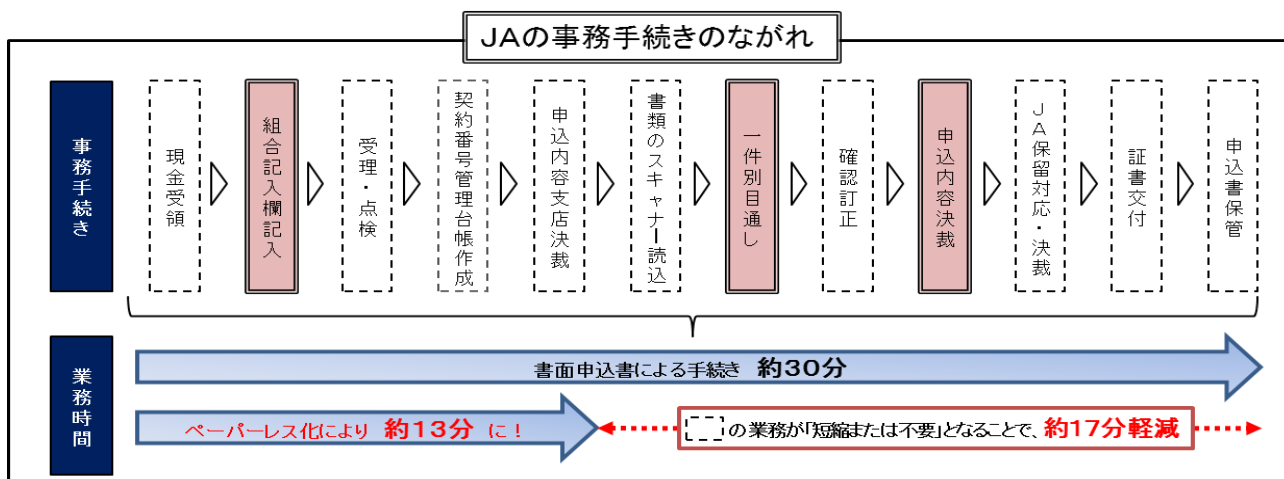 JAの事務手続きのながれ
事務手続き
現金受領
組合記入欄記入
受理・点検
契約番号管理台帳作成
申込内容支店決裁
書類のスキャナー読込
一件別目通し
確認訂正
申込内容決裁
JA保留対応・決裁
証書交付
申込書保管
業務時間
書面申込書による手続き 約30分
ペーパーレス化により 約13分 に!
の業務が「短縮または不要」となることで、約17分軽減